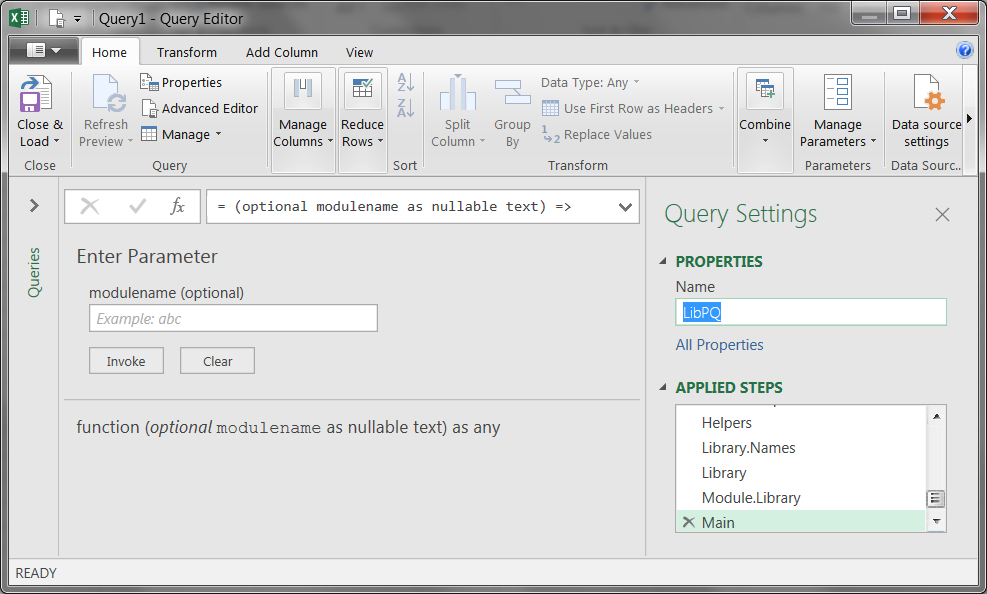 Query1 - Query Editor
Home Transform Add Column View
Close & Load
Close
Refresh Preview
Properties
Advanced Editor
Manage
Query
Manage Columns
Reduce Rows
Sort
Split Column
Group By
Data Type: Any
Use First Row as Headers
Replace Values
Transform
Combine
Manage Parameters
Parameters
Data source settings
Data Sourc...
Queries
fx
= (optional modulename as nullable text) =>
Enter Parameter
modulename (optional)
Example: abc
Invoke Clear
function (optional modulename as nullable text) as any
Query Settings
PROPERTIES
Name
LibPQ
All Properties
APPLIED STEPS
Helpers
Library.Names
Library
Module.Library
Main
READY